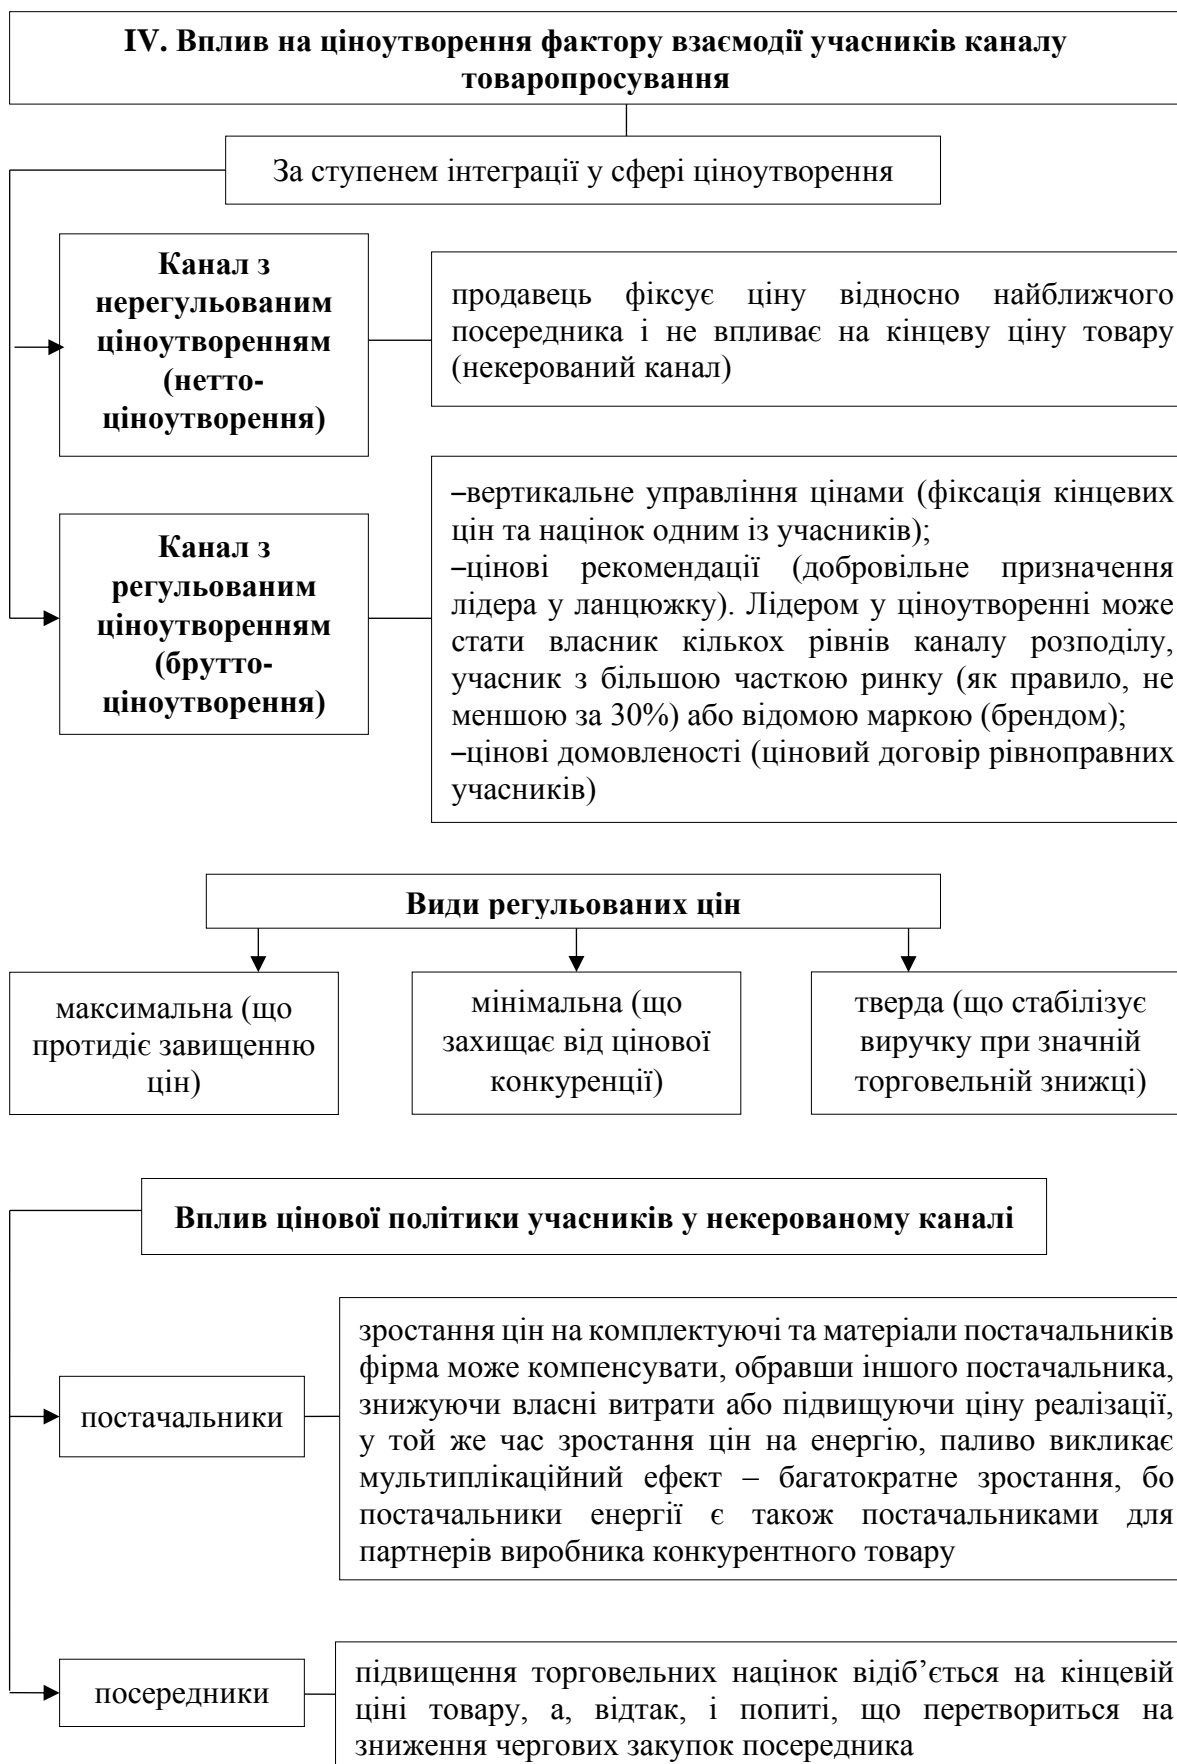 IV. Вплив на ціноутворення фактору взаємодії учасників каналу
товаропросування
За ступенем інтеграції у сфері ціноутворення
Канал з
нерегульованим
ціноутворенням
(нетто-
ціноутворення)
продавець фіксує ціну відносно найближчого
посередника і не впливає на кінцеву ціну товару
(некерований канал)
Канал з
регульованим
ціноутворенням
(брутто-
ціноутворення)
–вертикальне управління цінами (фіксація кінцевих
цін та націнок одним із учасників);
–цінові рекомендації (добровільне призначення
лідера у ланцюжку). Лідером у ціноутворенні може
стати власник кількох рівнів каналу розподілу,
учасник з більшою часткою ринку (як правило, не
меншою за 30%) або відомою маркою (брендом);
–цінові домовленості (ціновий договір рівноправних
учасників)
Види регульованих цін
максимальна (що
протидіє завищенню
цін)
мінімальна (що
захищає від цінової
конкуренції)
тверда (що стабілізує
виручку при значній
торговельній знижці)
Вплив цінової політики учасників у некерованому каналі
постачальники
зростання цін на комплектуючі та матеріали постачальників
фірма може компенсувати, обравши іншого постачальника,
знижуючи власні витрати або підвищуючи ціну реалізації,
у той же час зростання цін на енергію, паливо викликає
мультиплікаційний ефект – багатократне зростання, бо
постачальники енергії є також постачальниками для
партнерів виробника конкурентного товару
посередники
підвищення торговельних націнок відіб’ється на кінцевій
ціні товару, а, відтак, і попиті, що перетвориться на
зниження чергових закупок посередника